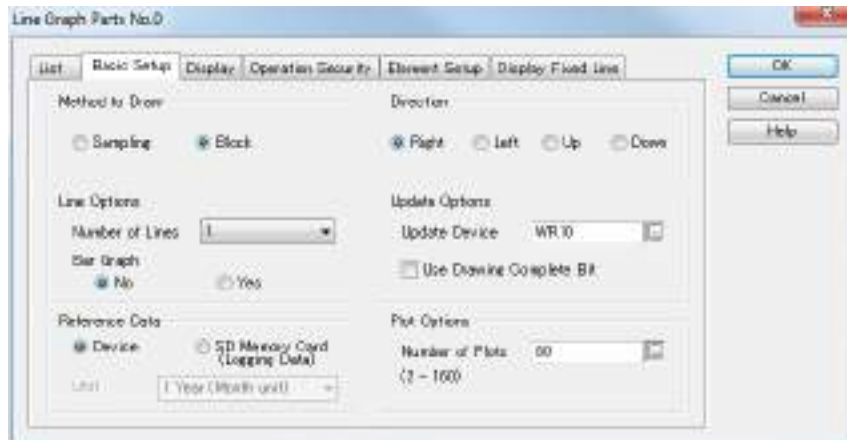 Line Graph Parts No.0
List Basic Setup Display Operation Security Element Setup Display Fixed Line
OK
Cancel
Help
Method to Draw
Sampling Block
Direction
Right Left Up Down
Line Options
Number of Lines 1
Bar Graph
No Yes
Update Options
Update Device WR10
Use Drawing Complete Bit
Reference Data
Device SD Memory Card
(Logging Data)
Unit 1 Year (Month unit)
Plot Options
Number of Plots 60
(2 - 160)